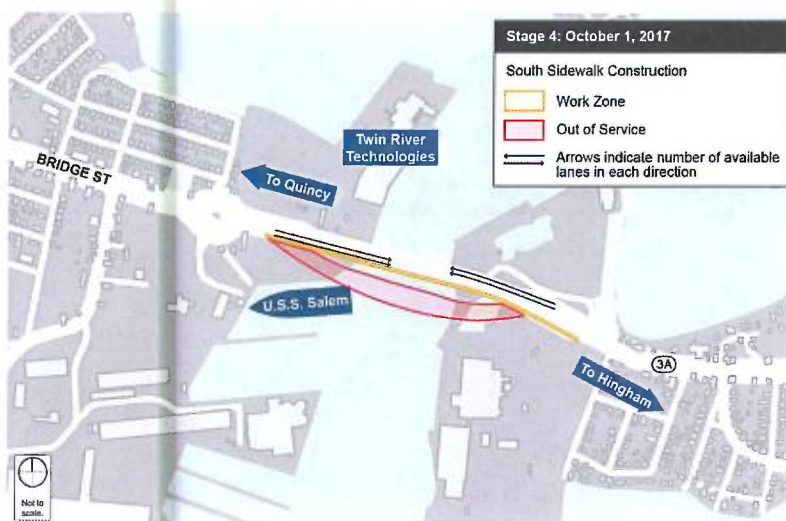 Stage 4: October 1, 2017
South Sidewalk Construction
Work Zone
Out of Service
Arrows indicate number of available
lanes in each direction
Twin River
Technologies
BRIDGE ST
To Quincy
U.S.S. Salem
3A
To Hingham
Not to
scale.